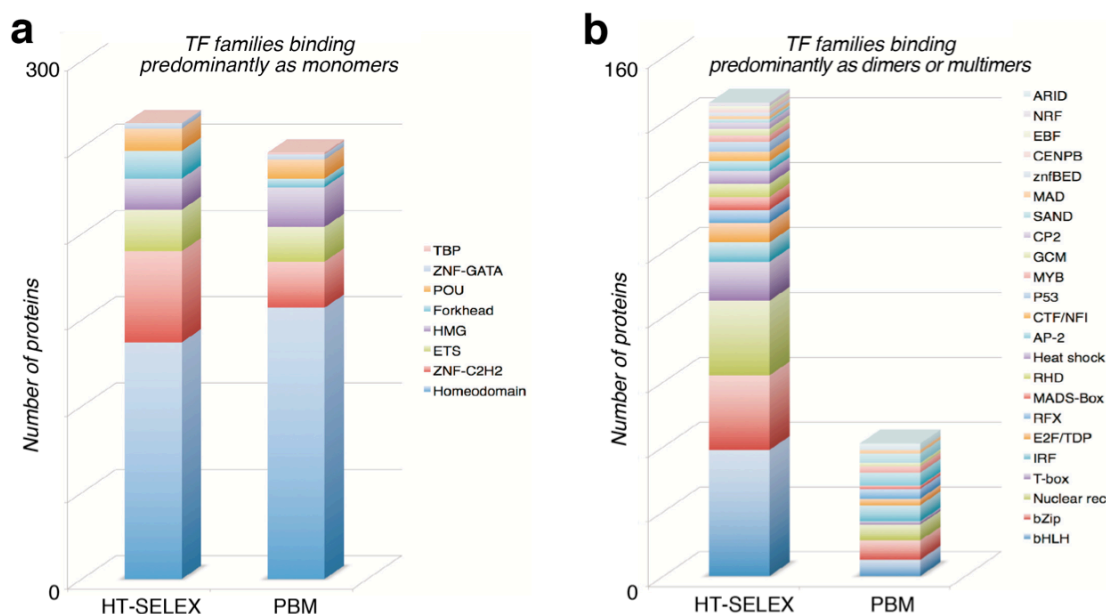 a
TF families binding
predominantly as monomers
300
0
Number of proteins
HT-SELEX
PBM
TBP
ZNF-GATA
POU
Forkhead
HMG
ETS
ZNF-C2H2
Homeodomain
b
TF families binding
predominantly as dimers or multimers
160
0
Number of proteins
HT-SELEX
PBM
ARID
NRF
EBF
CENPB
znfBED
MAD
SAND
CP2
GCM
MYB
P53
CTF/NFI
AP-2
Heat shock
RHD
MADS-Box
RFX
E2F/TDP
IRF
T-box
Nuclear rec
bZip
bHLH